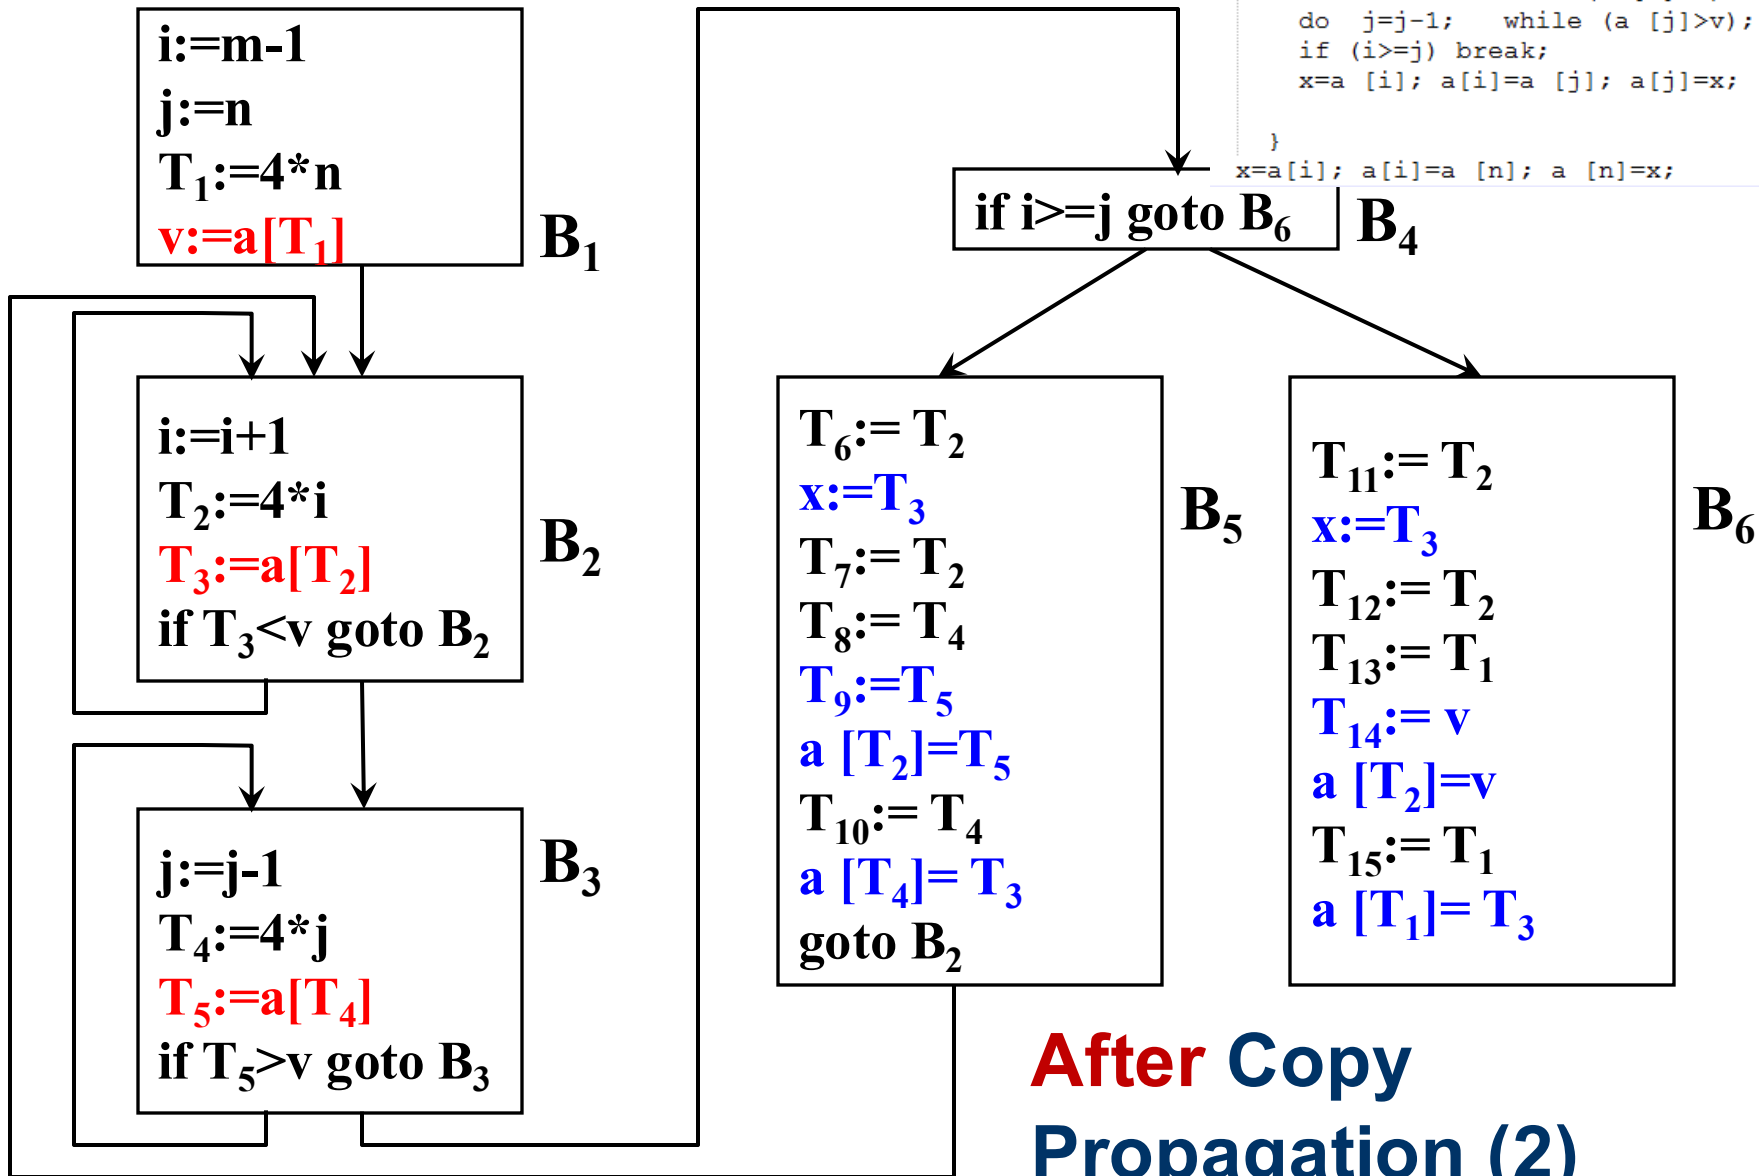 i:=m-1
j:=n
T₁:=4*n
v:=a[T₁]
B₁
i:=i+1
T₂:=4*i
T₃:=a[T₂]
if T₃<v goto B₂
B₂
j:=j-1
T₄:=4*j
T₅:=a[T₄]
if T₅>v goto B₃
B₃
do j=j-1; while (a [j]>v);
if (i>=j) break;
x=a [i]; a[i]=a [j]; a[j]=x;
}
x=a[i]; a[i]=a [n]; a [n]=x;
if i>=j goto B₆
B₄
T₆:= T₂
x:=T₃
T₇:= T₂
T₈:= T₄
T₉:=T₅
a [T₂]=T₅
T₁₀:= T₄
a [T₄]= T₃
goto B₂
B₅
T₁₁:= T₂
x:=T₃
T₁₂:= T₂
T₁₃:= T₁
T₁₄:= v
a [T₂]=v
T₁₅:= T₁
a [T₁]= T₃
B₆
After Copy
Propagation (2)